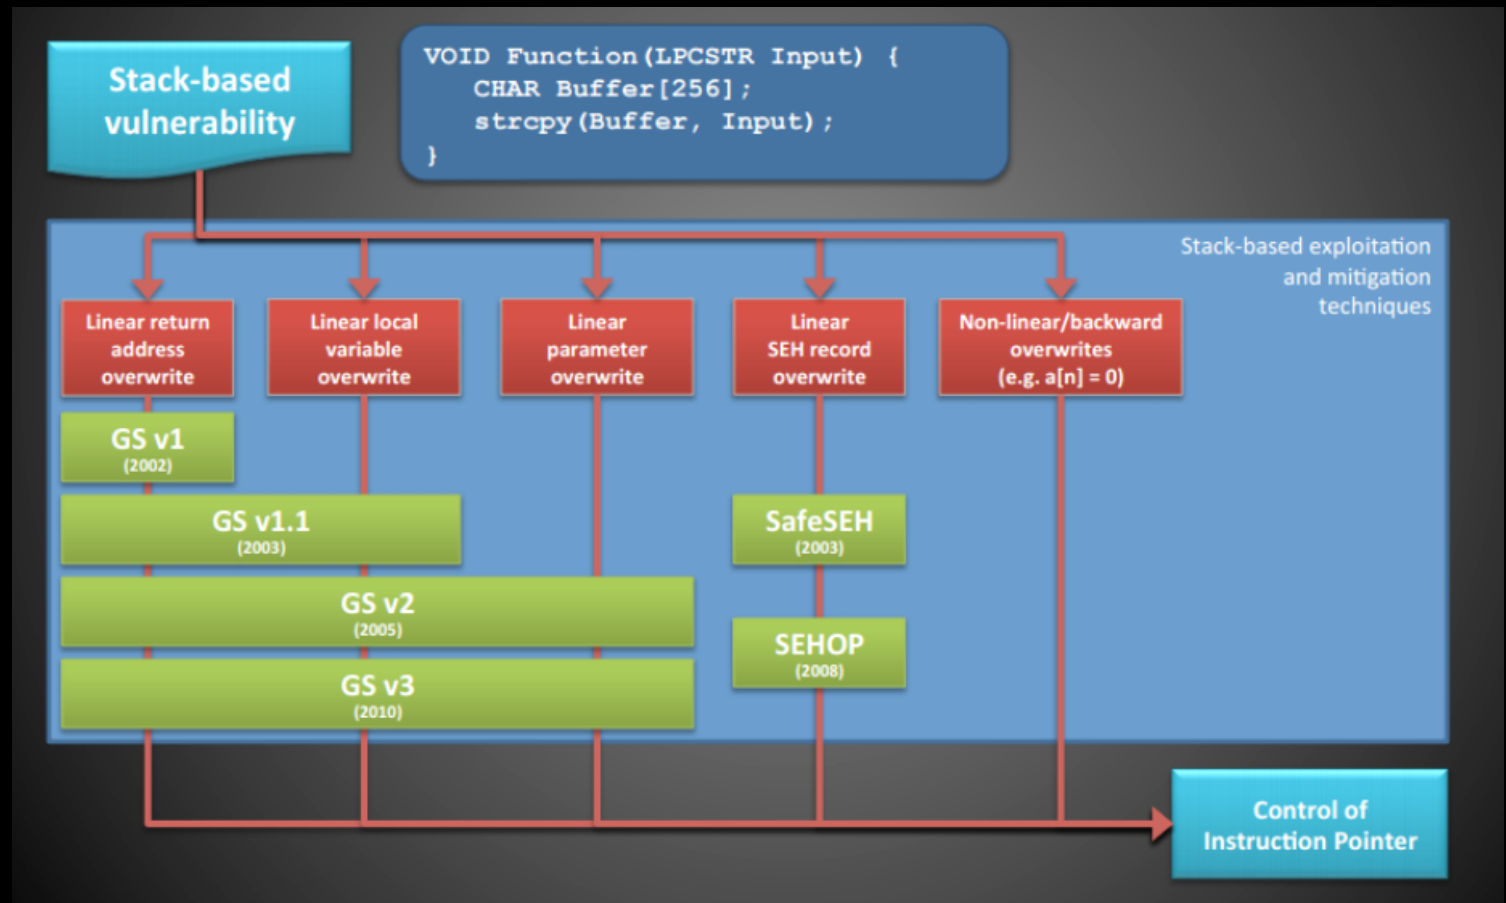 Stack-based
vulnerability
VOID Function(LPCSTR Input) {
   CHAR Buffer[256];
   strcpy(Buffer, Input);
}
Stack-based exploitation
and mitigation
techniques
Linear return
address
overwrite
Linear local
variable
overwrite
Linear
parameter
overwrite
Linear
SEH record
overwrite
Non-linear/backward
overwrites
(e.g. a[n] = 0)
GS v1
(2002)
GS v1.1
(2003)
SafeSEH
(2003)
GS v2
(2005)
SEHOP
(2008)
GS v3
(2010)
Control of
Instruction Pointer